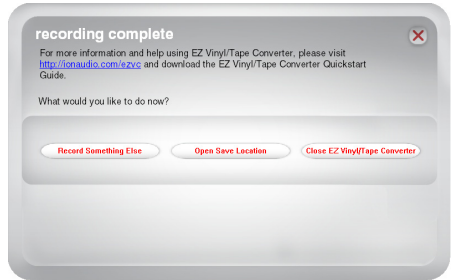 recording complete
For more information and help using EZ Vinyl/Tape Converter, please visit
http://ionaudio.com/ezvc and download the EZ Vinyl/Tape Converter Quickstart
Guide.
What would you like to do now?
Record Something Else
Open Save Location
Close EZ Vinyl/Tape Converter